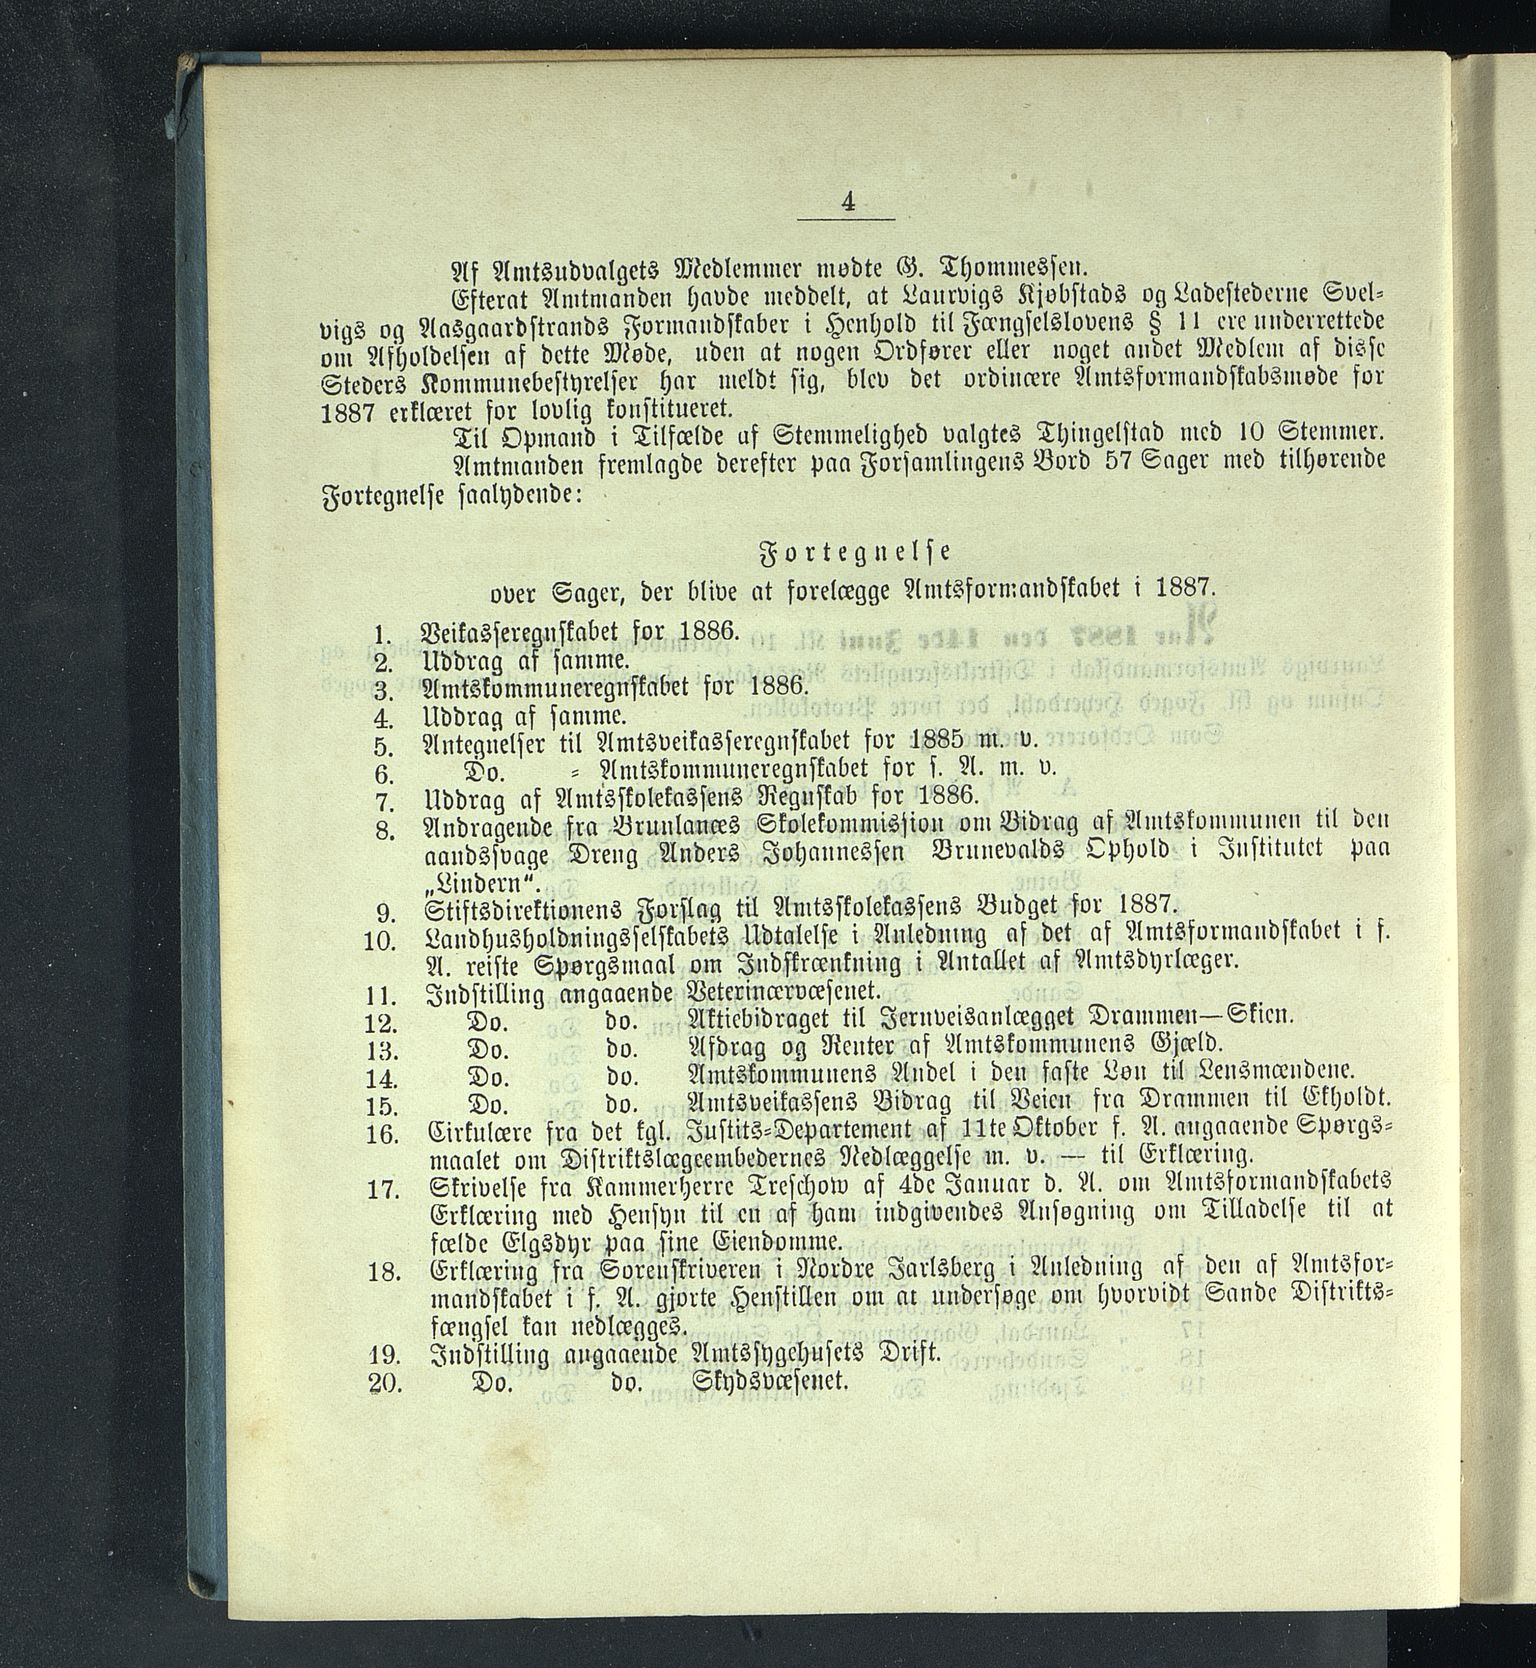 4
Af Amtsudvalgets Medlemmer mødte G. Thommessen.
Efterat Amtmanden havde meddelt, at Laurvigs Kjøbstads og Ladestederne Svel-
vigs og Aasgaardstrands Formandskaber i Henhold til Fængselslovens § 11 ere underrettede
om Afholdelsen af dette Møde, uden at nogen Ordfører eller noget andet Medlem af disse
Steders Kommunebestyrelser har meldt sig, blev det ordinære Amtsformandskabsmøde for
1887 erklæret for lovlig konstitueret.
Til Opmand i Tilfælde af Stemmelighed valgtes Thingelstad med 10 Stemmer.
Amtmanden fremlagde derefter paa Forsamlingens Bord 57 Sager med tilhørende
Fortegnelse saalydende:
Fortegnelse
over Sager, der blive at forelægge Amtsformandskabet i 1887.
1. Veikasseregnskabet for 1886.
2. Uddrag af samme.
3. Amtskommuneregnskabet for 1886.
4. Uddrag af samme.
5. Antegnelser til Amtsveikasseregnskabet for 1885 m. v.
6. Do. - Amtskommuneregnskabet for s. A. m. v.
7. Uddrag af Amtsskolekassens Regnskab for 1886.
8. Andragende fra Brunlanæs Skolekommission om Bidrag af Amtskommunen til den
aandssvage Dreng Anders Johannessen Brunevalds Ophold i Institutet paa
„Lindern“.
9. Stiftsdirektionens Forslag til Amtsskolekassens Budget for 1887.
10. Landhusholdningsselskabets Udtalelse i Anledning af det af Amtsformandskabet i f.
A. reiste Spørgsmaal om Indskrænkning i Antallet af Amtsdyrlæger.
11. Indstilling angaaende Veterinærvæsenet.
12. Do. do. Aktiebidraget til Jernveisanlægget Drammen—Skien.
13. Do. do. Afdrag og Renter af Amtskommunens Gjæld.
14. Do. do. Amtskommunens Andel i den faste Løn til Lensmændene.
15. Do. do. Amtsveikassens Bidrag til Veien fra Drammen til Ekholdt.
16. Cirkulære fra det kgl. Justits-Departement af 11te Oktober f. A. angaaende Spørgs-
maalet om Distriktslægeembedernes Nedlæggelse m. v. — til Erklæring.
17. Skrivelse fra Kammerherre Treschow af 4de Januar d. A. om Amtsformandskabets
Erklæring med Hensyn til en af ham indgivendes Ansøgning om Tilladelse til at
fælde Elgsdyr paa sine Eiendomme.
18. Erklæring fra Sorenskriveren i Nordre Jarlsberg i Anledning af den af Amtsfor-
mandskabet i f. A. gjorte Henstillen om at undersøge om hvorvidt Sande Distrikts-
fængsel kan nedlægges.
19. Indstilling angaaende Amtssygehusets Drift.
20. Do. do. Skydsvæsenet.